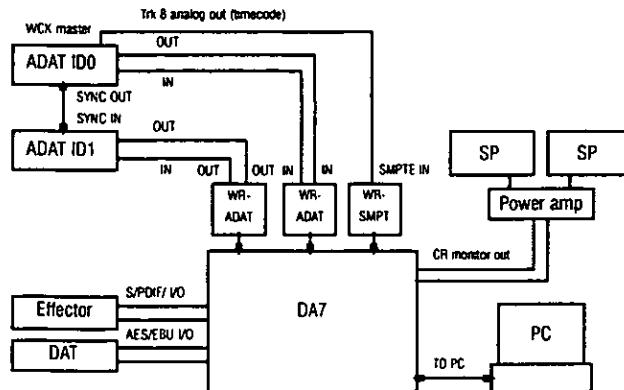 Trk 8 analog out (timecode)
WCX master
OUT
ADAT ID0
IN
SYNC OUT
SYNC IN
OUT
ADAT ID1
IN
OUT
OUT
IN
IN
SMPTE IN
SP
SP
WR-
ADAT
WR-
ADAT
WR-
SMPT
Power amp
CR monitor out
S/PDIF/ I/O
Effector
DA7
AES/EBU I/O
DAT
PC
TO PC